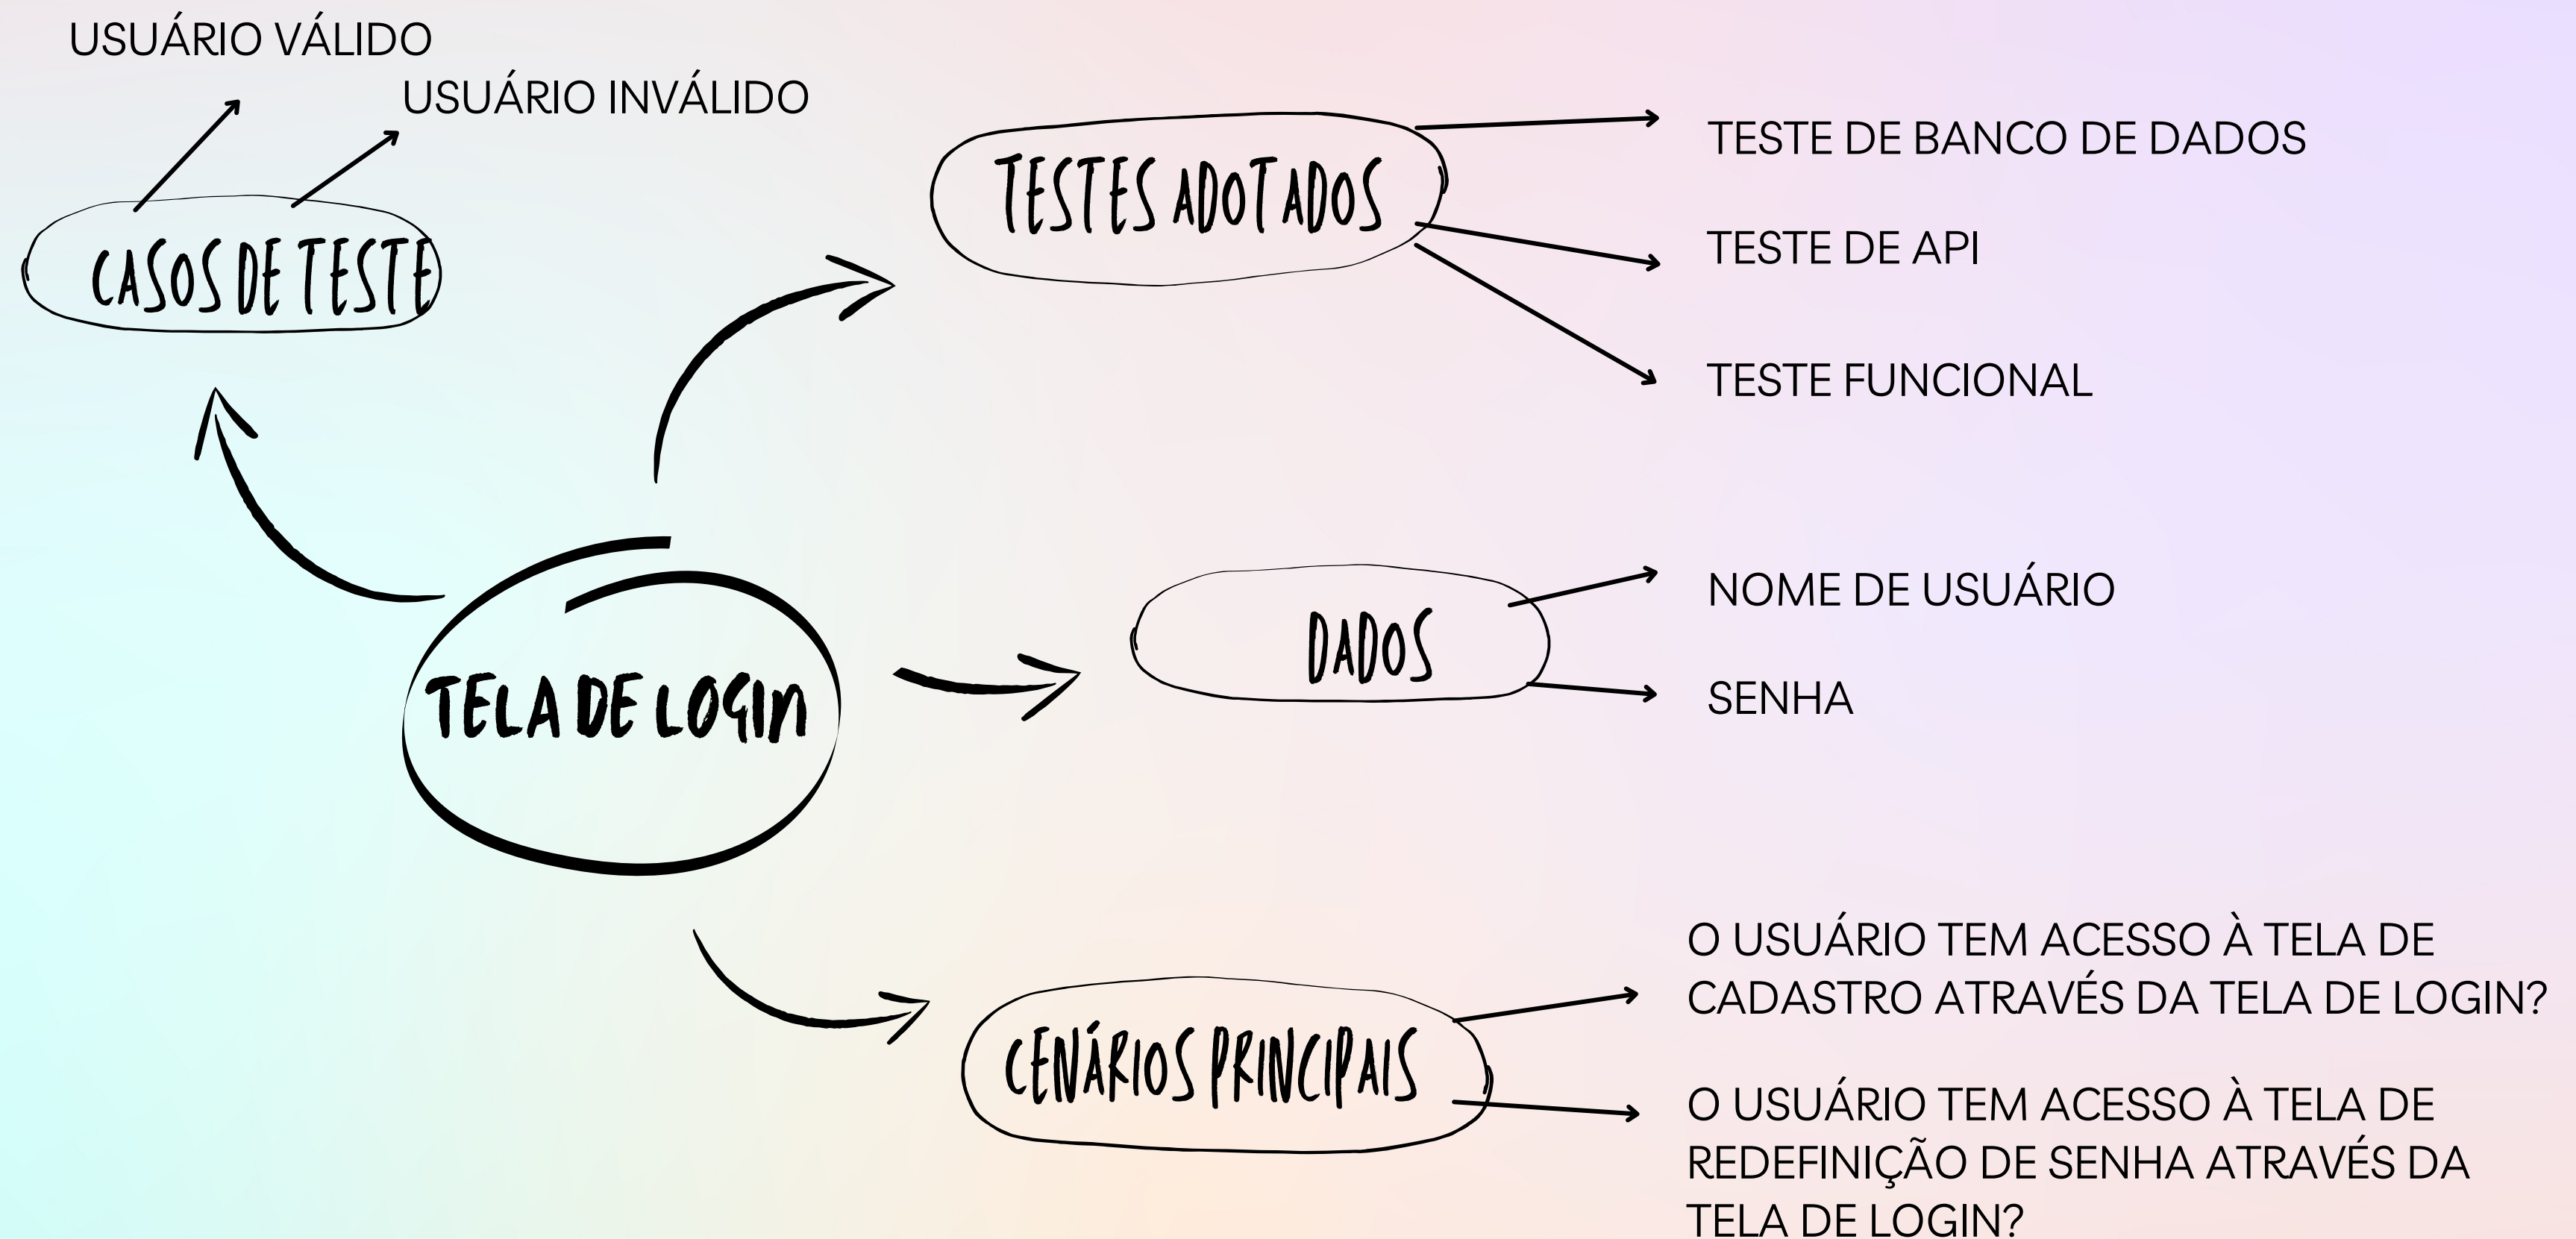 USUÁRIO VÁLIDO
USUÁRIO INVÁLIDO
CASOS DE TESTE
TESTES ADOTADOS
TESTE DE BANCO DE DADOS
TESTE DE API
TESTE FUNCIONAL
TELA DE LOGIN
DADOS
NOME DE USUÁRIO
SENHA
CENÁRIOS PRINCIPAIS
O USUÁRIO TEM ACESSO À TELA DE
CADASTRO ATRAVÉS DA TELA DE LOGIN?
O USUÁRIO TEM ACESSO À TELA DE
REDEFINIÇÃO DE SENHA ATRAVÉS DA
TELA DE LOGIN?